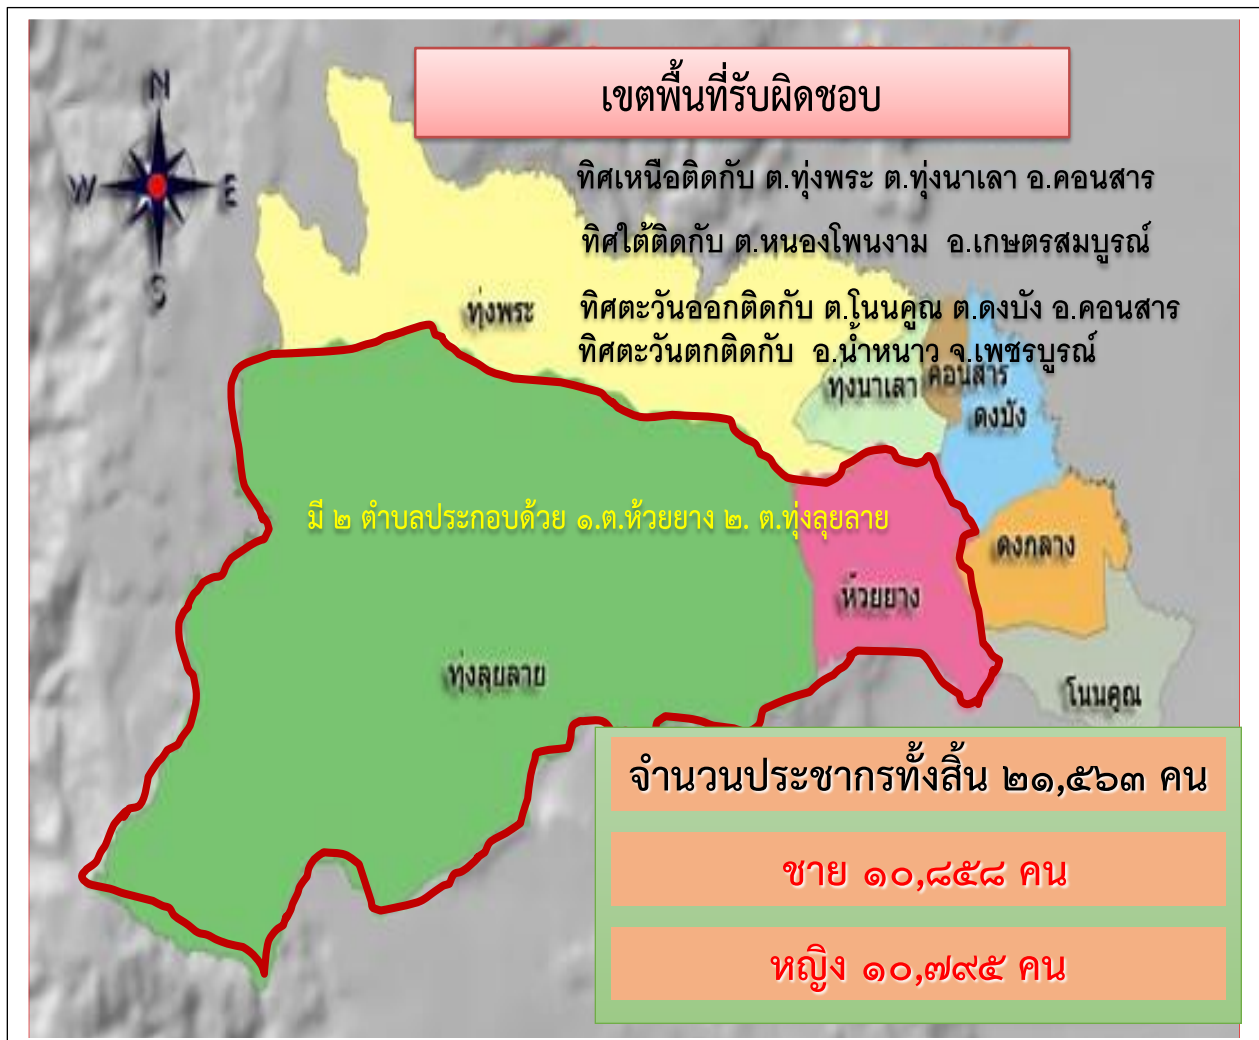 เขตพื้นที่รับผิดชอบ
N
W
E
S
ทิศเหนือติดกับ ต.ทุ่งพระ ต.ทุ่งนาเลา อ.คอนสาร
ทิศใต้ติดกับ ต.หนองโพนงาม อ.เกษตรสมบูรณ์
ทิศตะวันออกติดกับ ต.โนนคูณ ต.ดงบัง อ.คอนสาร
ทิศตะวันตกติดกับ อ.น้ำหนาว จ.เพชรบูรณ์
ทุ่งพระ
ทุ่งนาเลา
คอนสาร
ดงบัง
มี ๒ ตำบลประกอบด้วย ๑.ต.ห้วยยาง ๒. ต.ทุ่งลุยลาย
ดงกลาง
ห้วยยาง
ทุ่งลุยลาย
โนนคูณ
จำนวนประชากรทั้งสิ้น ๒๑,๕๖๓ คน
ชาย ๑๐,๘๕๘ คน
หญิง ๑๐,๗๙๕ คน